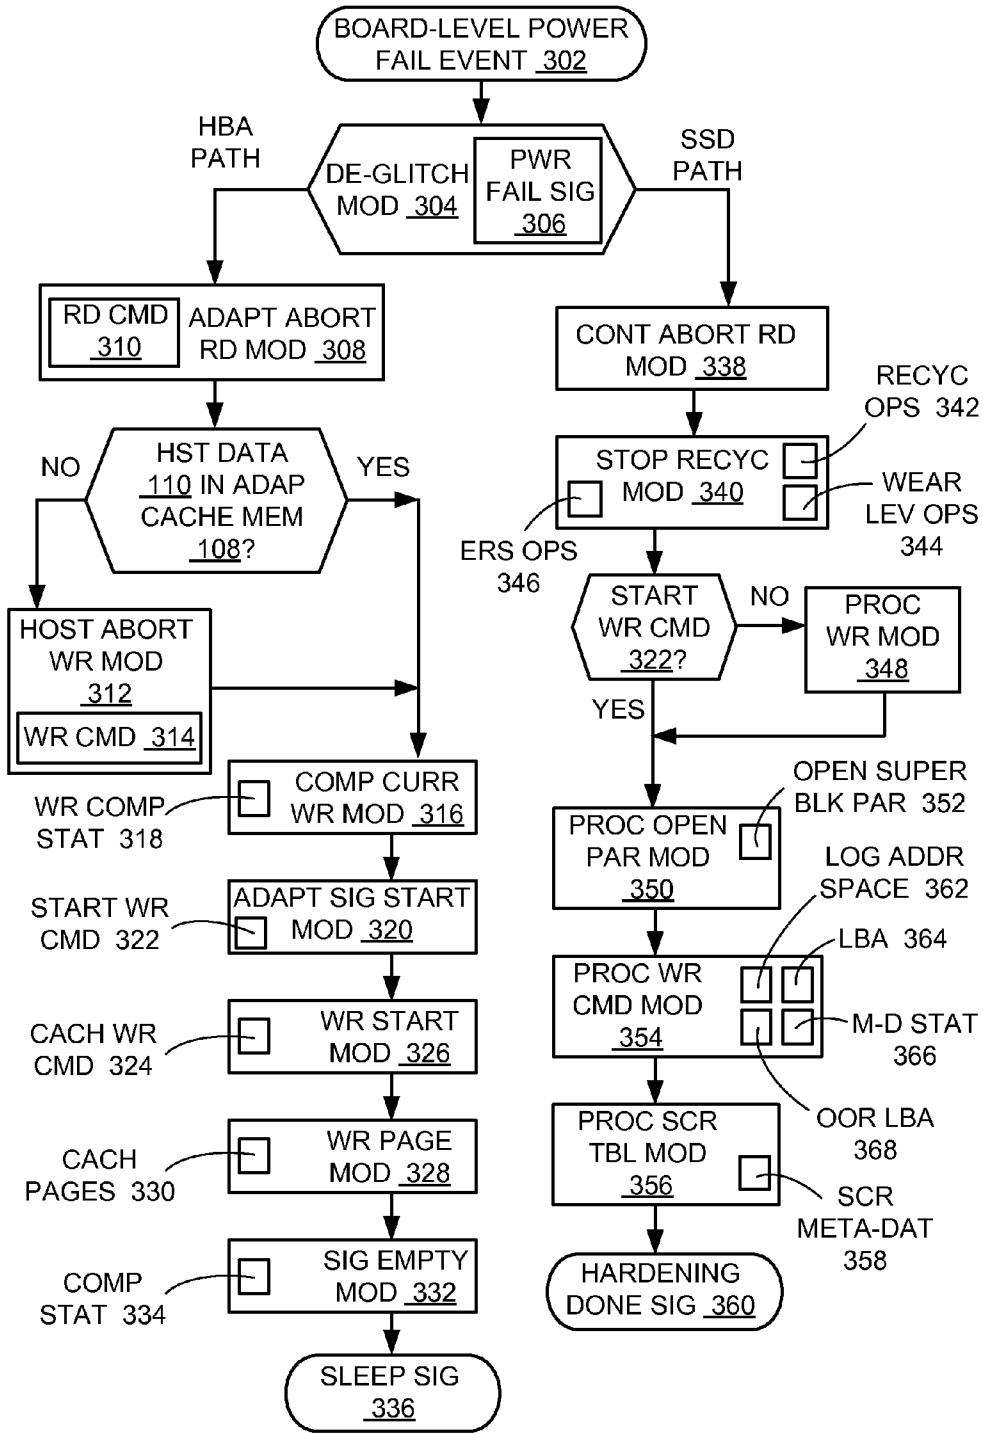 BOARD-LEVEL POWER
FAIL EVENT 302
HBA
PATH
SSD
PATH
DE-GLITCH
MOD 304
PWR
FAIL SIG
306
RD CMD
310
ADAPT ABORT
RD MOD 308
NO
HST DATA
110 IN ADAP
CACHE MEM
108?
YES
HOST ABORT
WR MOD
312
WR CMD 314
COMP CURR
WR MOD 316
WR COMP
STAT 318
ADAPT SIG START
MOD 320
START WR
CMD 322
WR START
MOD 326
CACH WR
CMD 324
WR PAGE
MOD 328
CACH
PAGES 330
SIG EMPTY
MOD 332
COMP
STAT 334
SLEEP SIG
336
CONT ABORT RD
MOD 338
RECYC
OPS 342
STOP RECYC
MOD 340
WEAR
LEV OPS
344
ERS OPS
346
START
WR CMD
322?
NO
PROC
WR MOD
348
YES
OPEN SUPER
BLK PAR 352
PROC OPEN
PAR MOD
350
LOG ADDR
SPACE 362
LBA 364
PROC WR
CMD MOD
354
M-D STAT
366
OOR LBA
368
PROC SCR
TBL MOD
356
SCR
META-DAT
358
HARDENING
DONE SIG 360